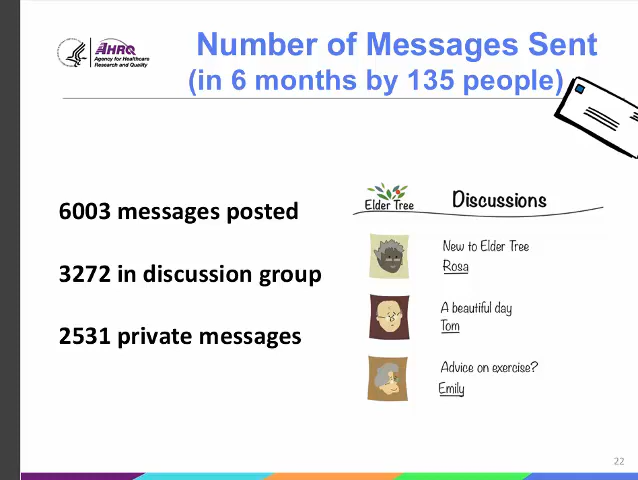 AHRQ
Agency for Healthcare
Research and Quality
Number of Messages Sent
(in 6 months by 135 people)
6003 messages posted
3272 in discussion group
2531 private messages
Elder Tree
Discussions
New to Elder Tree
Rosa
A beautiful day
Tom
Advice on exercise?
Emily
22